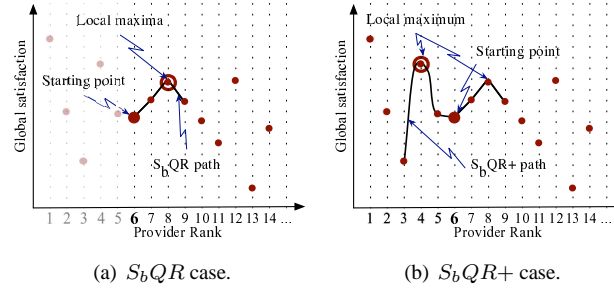 Global satisfaction
Local maxima
Starting point
SbQR path
1 2 3 4 5 6 7 8 9 10 11 12 13 14 ...
Provider Rank
(a) SbQR case.
Global satisfaction
Local maximum
Starting point
SbQR+ path
1 2 3 4 5 6 7 8 9 10 11 12 13 14 ...
Provider Rank
(b) SbQR+ case.